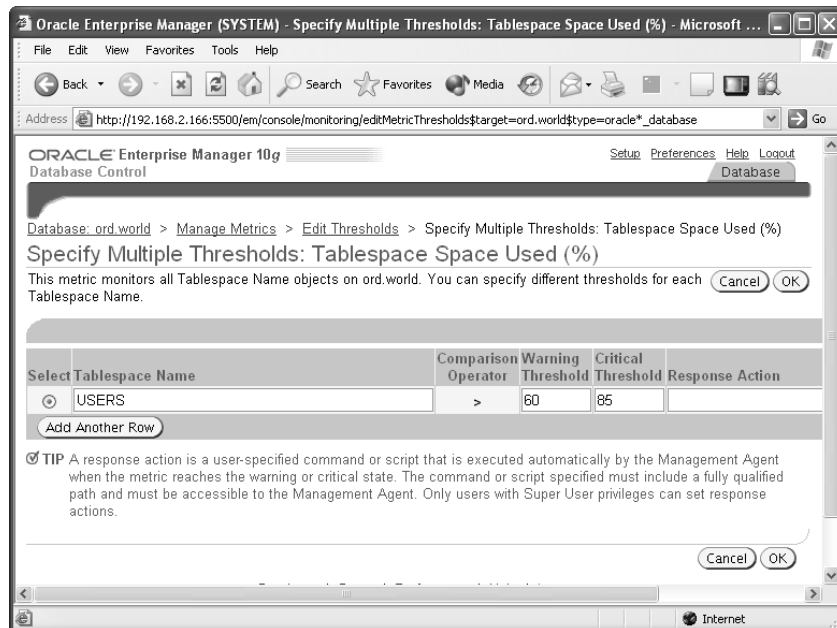 Oracle Enterprise Manager (SYSTEM) - Specify Multiple Thresholds: Tablespace Space Used (%) - Microsoft ...
File Edit View Favorites Tools Help
Back Search Favorites Media
Address http://192.168.2.166:5500/em/console/monitoring/editMetricThresholds$target=ord.world$type=oracle*_database Go
ORACLE Enterprise Manager 10g
Setup Preferences Help Logout
Database Control
Database
Database: ord.world > Manage Metrics > Edit Thresholds > Specify Multiple Thresholds: Tablespace Space Used (%)
Specify Multiple Thresholds: Tablespace Space Used (%)
This metric monitors all Tablespace Name objects on ord.world. You can specify different thresholds for each
Tablespace Name.
Cancel OK
Select Tablespace Name Comparison Operator Warning Threshold Critical Threshold Response Action
USERS > 60 85
Add Another Row
TIP A response action is a user-specified command or script that is executed automatically by the Management Agent
when the metric reaches the warning or critical state. The command or script specified must include a fully qualified
path and must be accessible to the Management Agent. Only users with Super User privileges can set response
actions.
Cancel OK
Internet